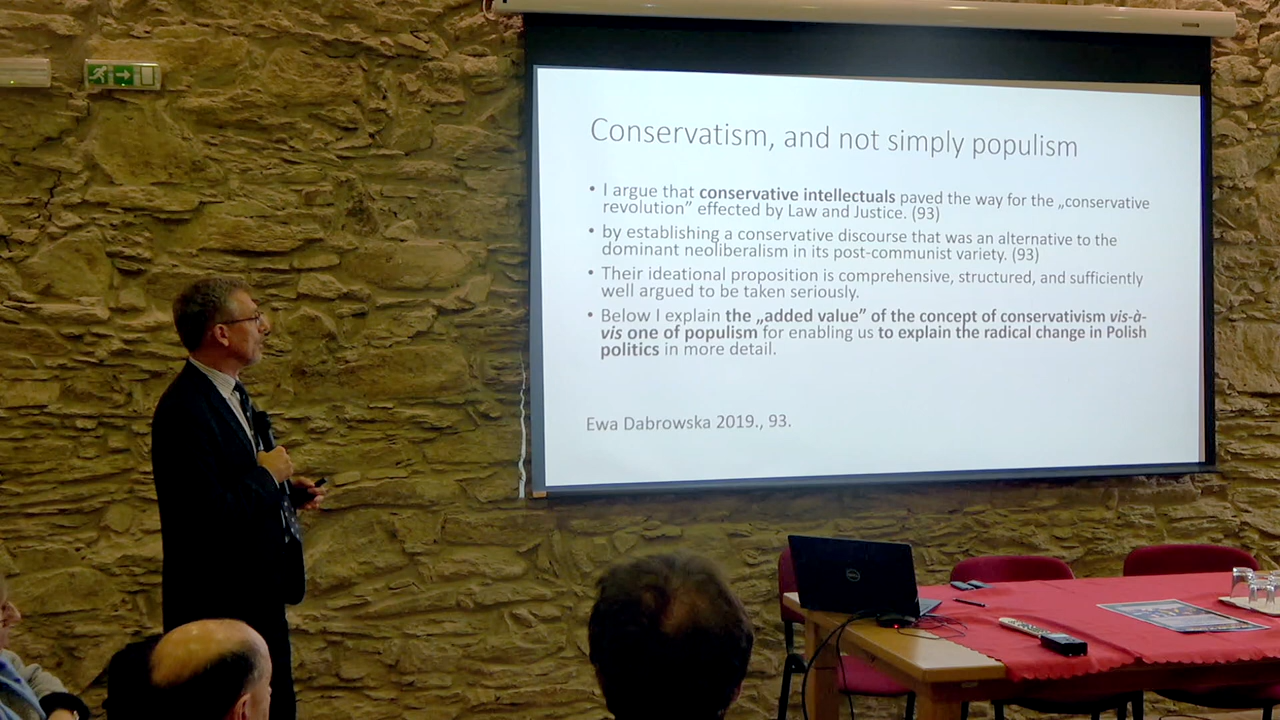 Conservatism, and not simply populism
• I argue that conservative intellectuals paved the way for the „conservative
revolution” effected by Law and Justice. (93)
• by establishing a conservative discourse that was an alternative to the
dominant neoliberalism in its post-communist variety. (93)
• Their ideational proposition is comprehensive, structured, and sufficiently
well argued to be taken seriously.
• Below I explain the „added value” of the concept of conservativism vis-à-
vis one of populism for enabling us to explain the radical change in Polish
politics in more detail.
Ewa Dabrowska 2019., 93.
DELL